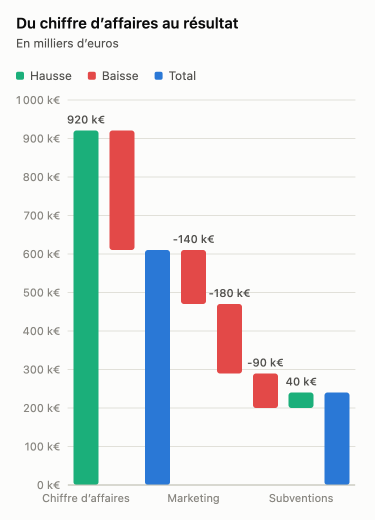 Du chiffre d’affaires au résultat
En milliers d’euros
Hausse Baisse Total
1 000 k€
920 k€
900 k€
800 k€
700 k€
600 k€
-140 k€
500 k€
-180 k€
400 k€
300 k€
-90 k€
40 k€
200 k€
100 k€
0 k€
Chiffre d’affaires Marketing Subventions